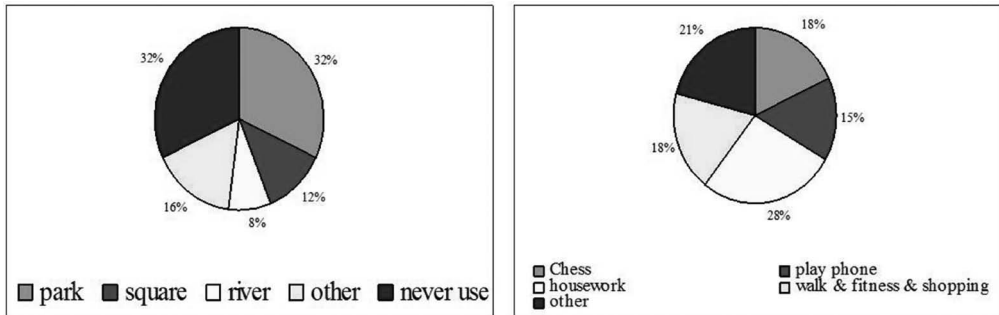 32%
32%
12%
8%
16%
park square river other never use
18%
15%
28%
18%
21%
Chess play phone
housework walk & fitness & shopping
other